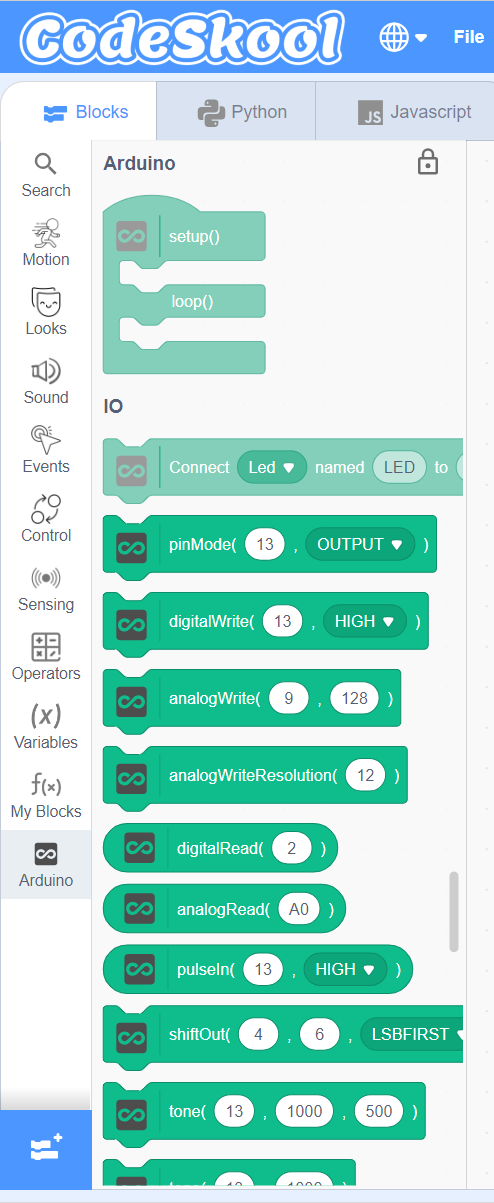 CodeSkool
File
Blocks
Python
JS Javascript
Search
Motion
Looks
Sound
Events
Control
Sensing
Operators
(x)
Variables
f(x)
My Blocks
Arduino
Arduino
setup()
loop()
IO
Connect Led named LED to
pinMode( 13 , OUTPUT )
digitalWrite( 13 , HIGH )
analogWrite( 9 , 128 )
analogWriteResolution( 12 )
digitalRead( 2 )
analogRead( A0 )
pulseIn( 13 , HIGH )
shiftOut( 4 , 6 , LSBFIRST
tone( 13 , 1000 , 500 )